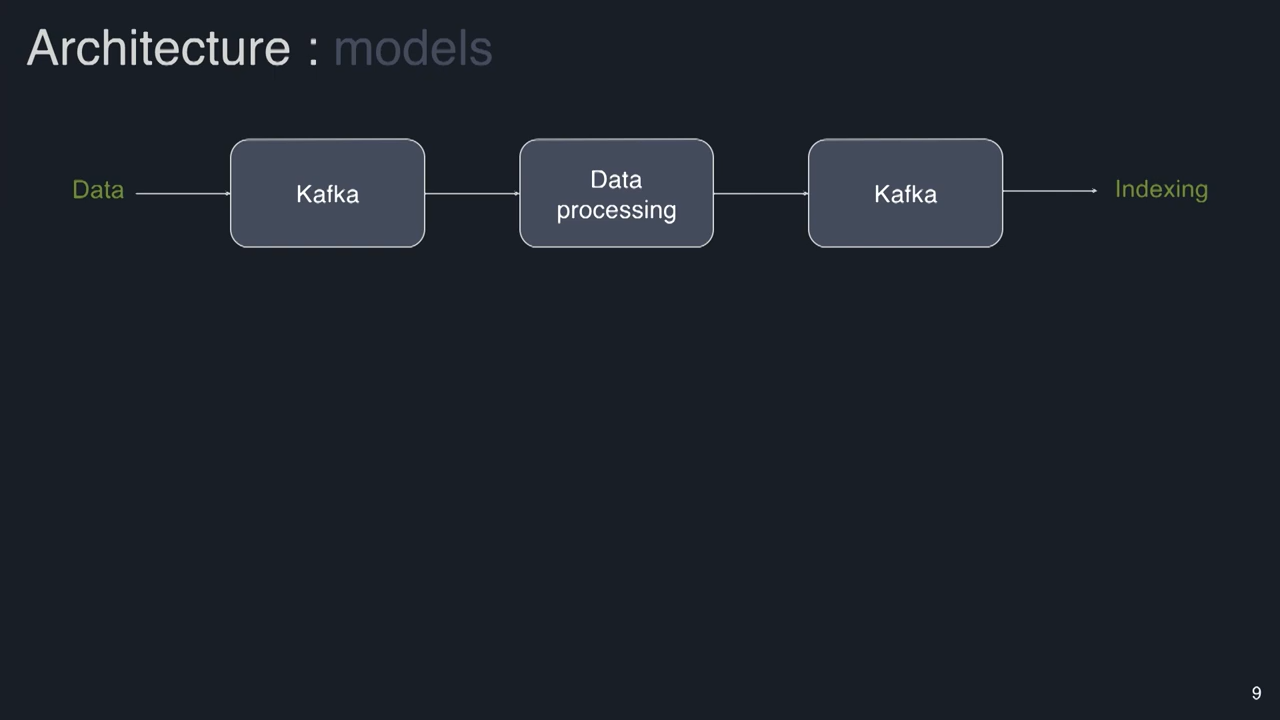 Architecture : models
Data
Kafka
Data
processing
Kafka
Indexing
9